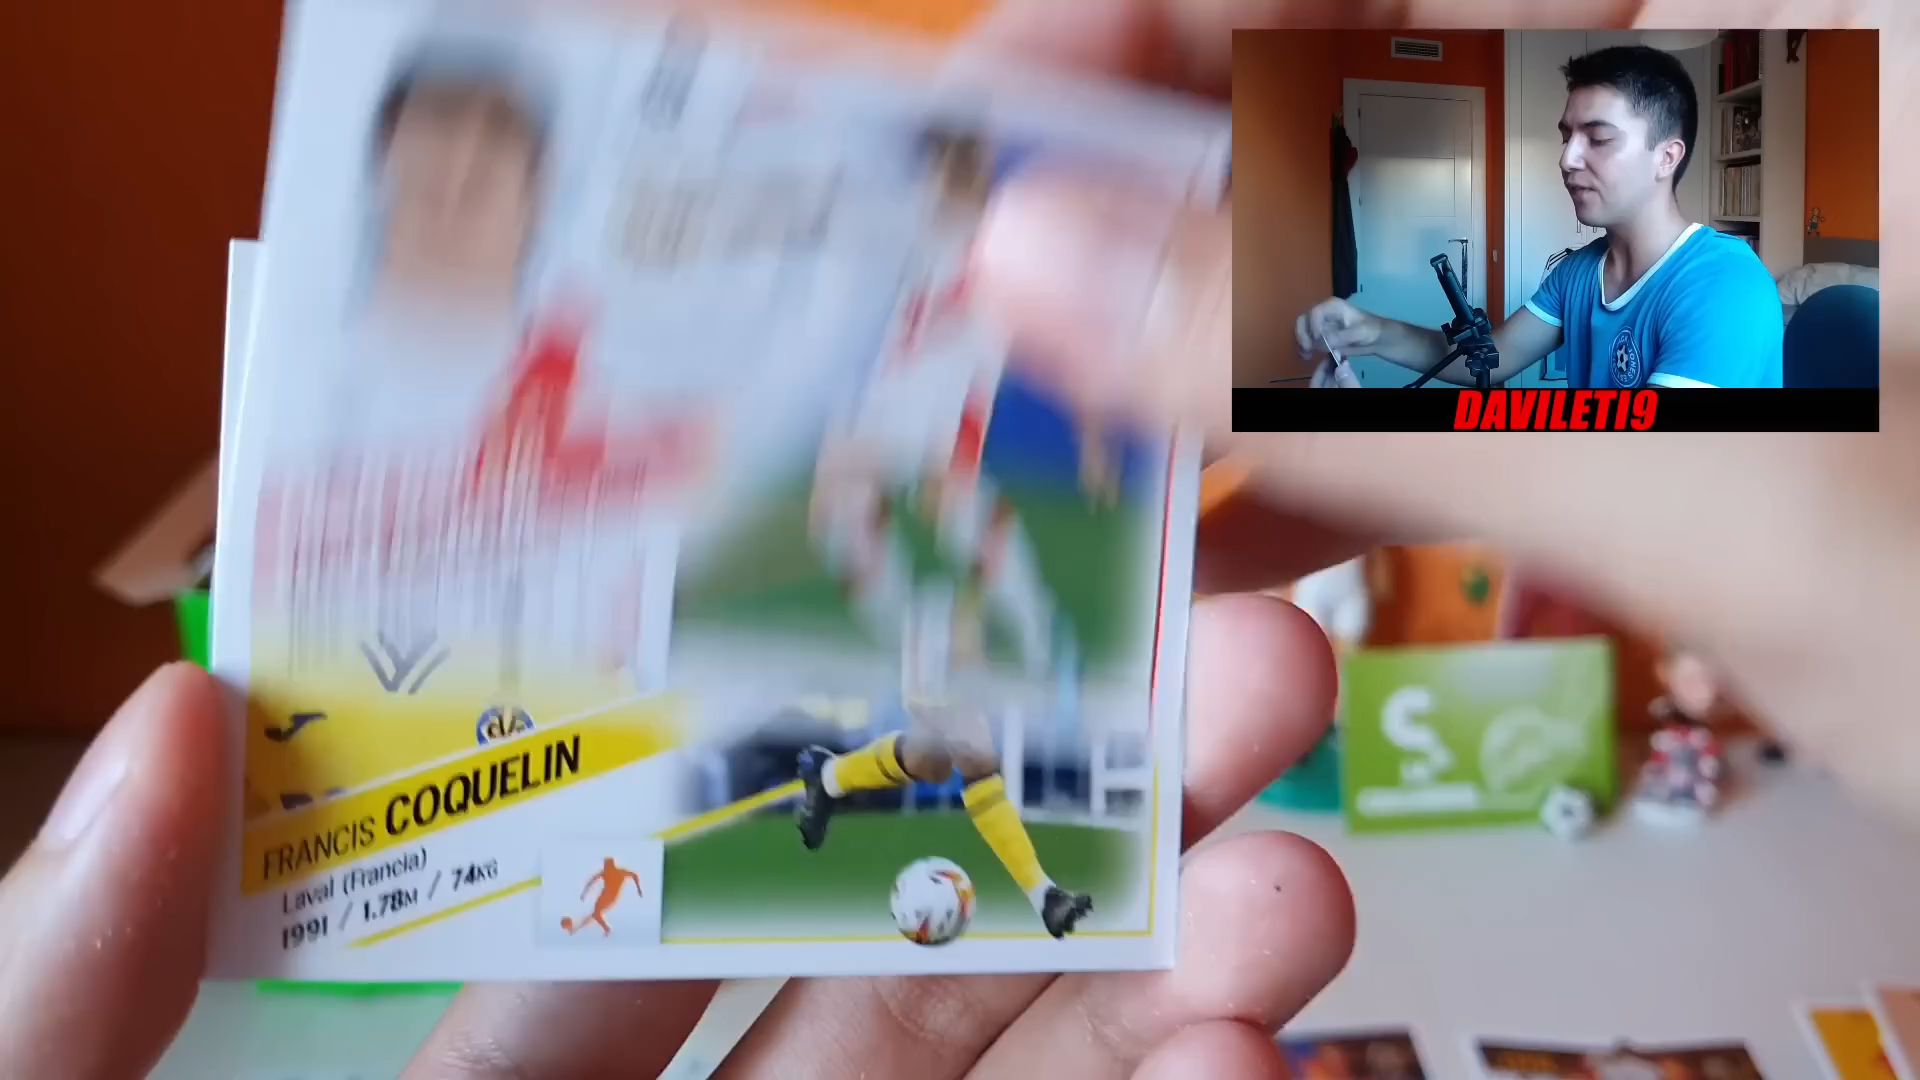 DAVILETI9
FRANCIS COQUELIN
Laval (Francia)
1991 / 1.78M / 74KG